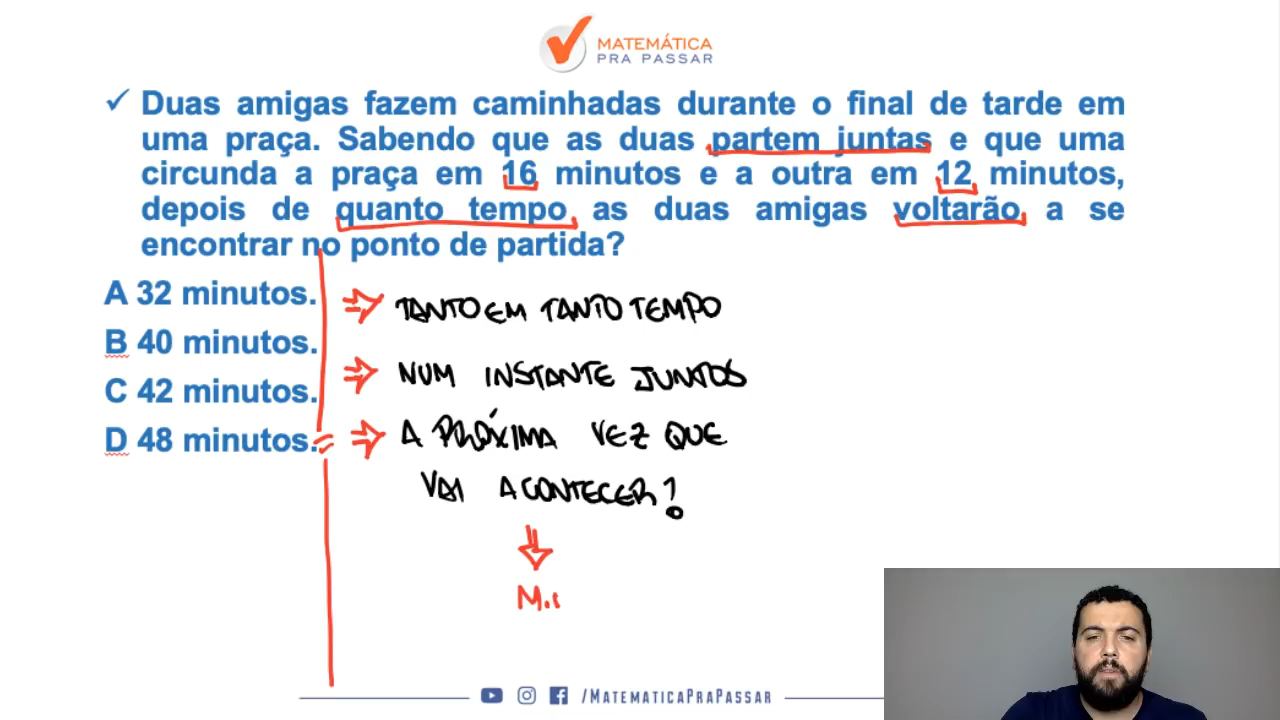 MATEMÁTICA
PRA PASSAR
✓ Duas amigas fazem caminhadas durante o final de tarde em
uma praça. Sabendo que as duas partem juntas e que uma
circunda a praça em 16 minutos e a outra em 12 minutos,
depois de quanto tempo as duas amigas voltarão a se
encontrar no ponto de partida?
A 32 minutos.
B 40 minutos.
C 42 minutos.
D 48 minutos.
⇒ TANTO EM TANTO TEMPO
⇒ NUM INSTANTE JUNTOS
⇒ A PRÓXIMA VEZ QUE
VAI ACONTECER?
M.
/MATEMATICAPRAPASSAR